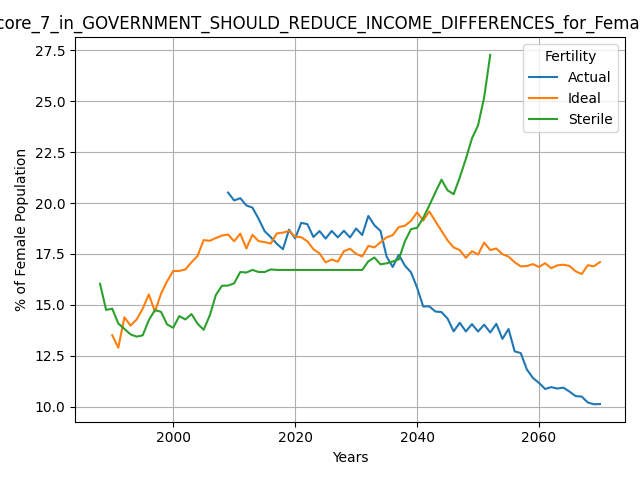 core_7_in_GOVERNMENT_SHOULD_REDUCE_INCOME_DIFFERENCES_for_Fema
27.5
25.0
22.5
20.0
17.5
15.0
12.5
10.0
% of Female Population
Fertility
Actual
Ideal
Sterile
2000
2020
2040
2060
Years